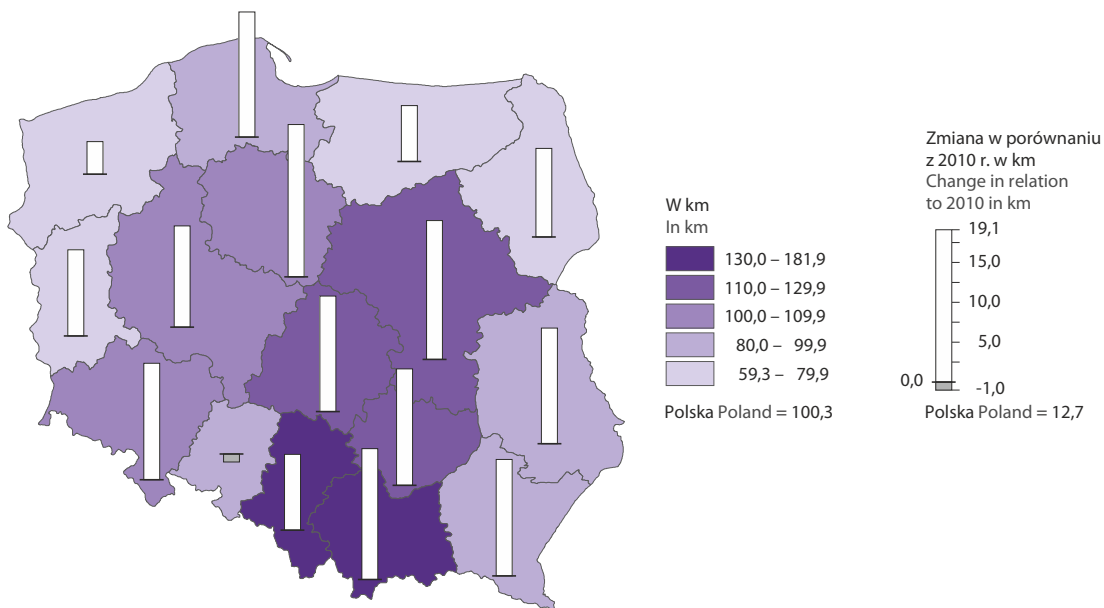 W km
In km
130,0 – 181,9
110,0 – 129,9
100,0 – 109,9
80,0 – 99,9
59,3 – 79,9
Polska Poland = 100,3
Zmiana w porównaniu
z 2010 r. w km
Change in relation
to 2010 in km
19,1
15,0
10,0
5,0
0,0
-1,0
Polska Poland = 12,7